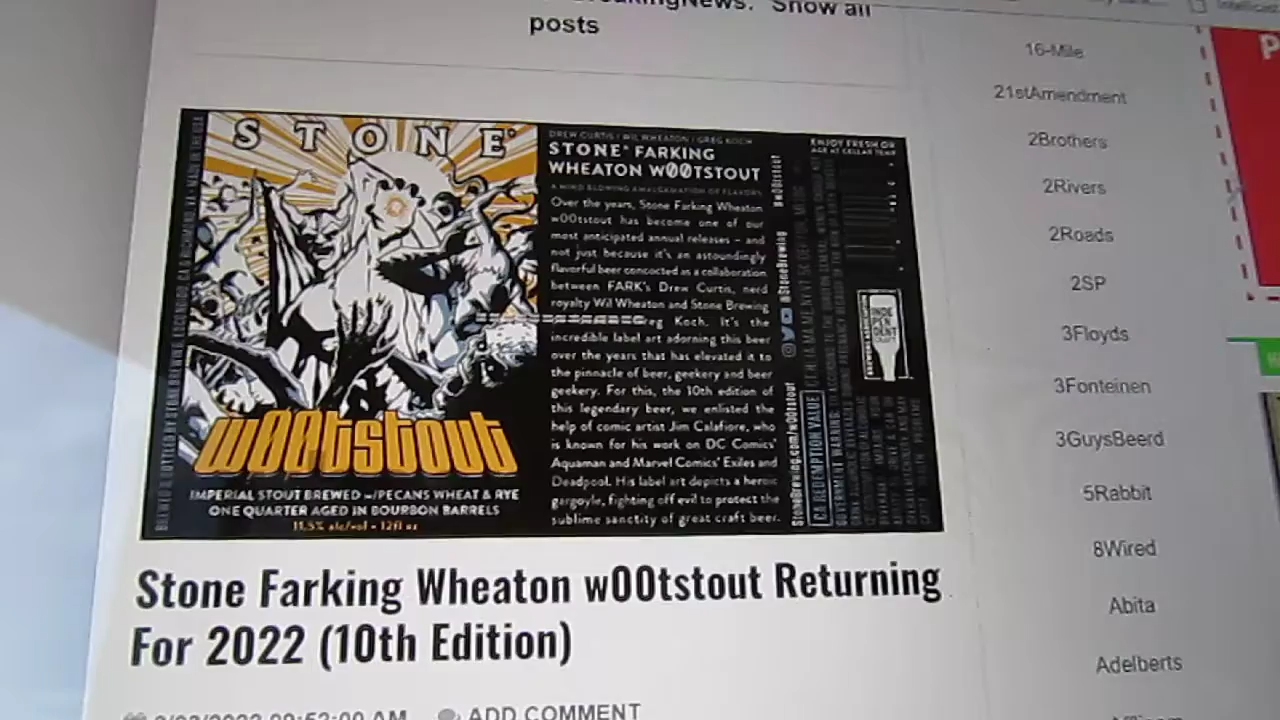 Show all
posts
STONE
w00tstout
IMPERIAL STOUT BREWED w/PECANS WHEAT & RYE
ONE QUARTER AGED IN BOURBON BARRELS
11.5% alc/vol - 12fl oz
DREW CURTIS / WIL WHEATON / GREG KOCH
STONE® FARKING
WHEATON W00TSTOUT
A MIND BLOWING AMALGAMATION OF FLAVORS
Over the years, Stone Farking Wheaton
w00tstout has become one of our
most anticipated annual releases – and
not just because it's an astoundingly
flavorful beer concocted as a collaboration
between FARK's Drew Curtis, nerd
royalty Wil Wheaton and Stone Brewing
Koch. It's the
incredible label art adorning this beer
over the years that has elevated it to
the pinnacle of beer, geekery and beer
geekery. For this, the 10th edition of
this legendary beer, we enlisted the
help of comic artist Jim Calafiore, who
is known for his work on DC Comics'
Aquaman and Marvel Comics' Exiles and
Deadpool. His label art depicts a heroic
gargoyle, fighting off evil to protect the
sublime sanctity of great craft beer.
#w00tstout
@StoneBrewing
StoneBrewing.com/w00tstout
CA REDEMPTION VALUE
ENJOY FRESH OR
AGE AT CELLAR TEMP
INDE
PEN
DENT
CRAFT
Stone Farking Wheaton w00tstout Returning
For 2022 (10th Edition)
ADD COMMENT
16-Mile
21stAmendment
2Brothers
2Rivers
2Roads
2SP
3Floyds
3Fonteinen
3GuysBeerd
5Rabbit
8Wired
Abita
Adelberts